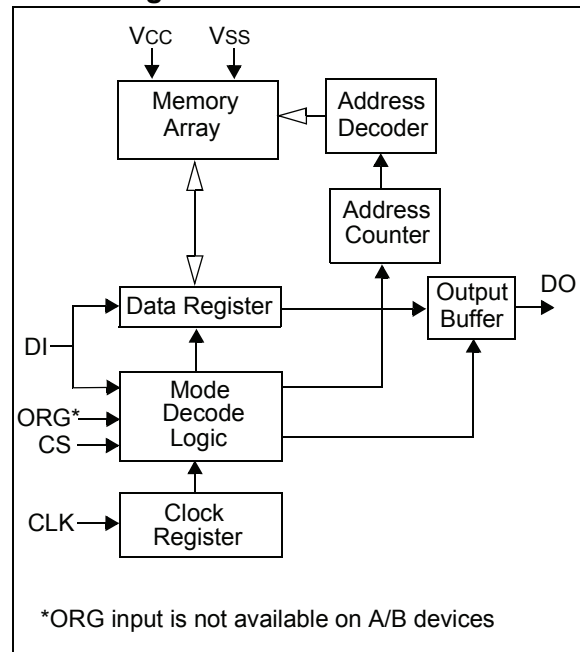 VCC
VSS
Memory
Array
Address
Decoder
Address
Counter
Data Register
Output
Buffer
DO
DI
Mode
Decode
Logic
ORG*
CS
CLK
Clock
Register
*ORG input is not available on A/B devices